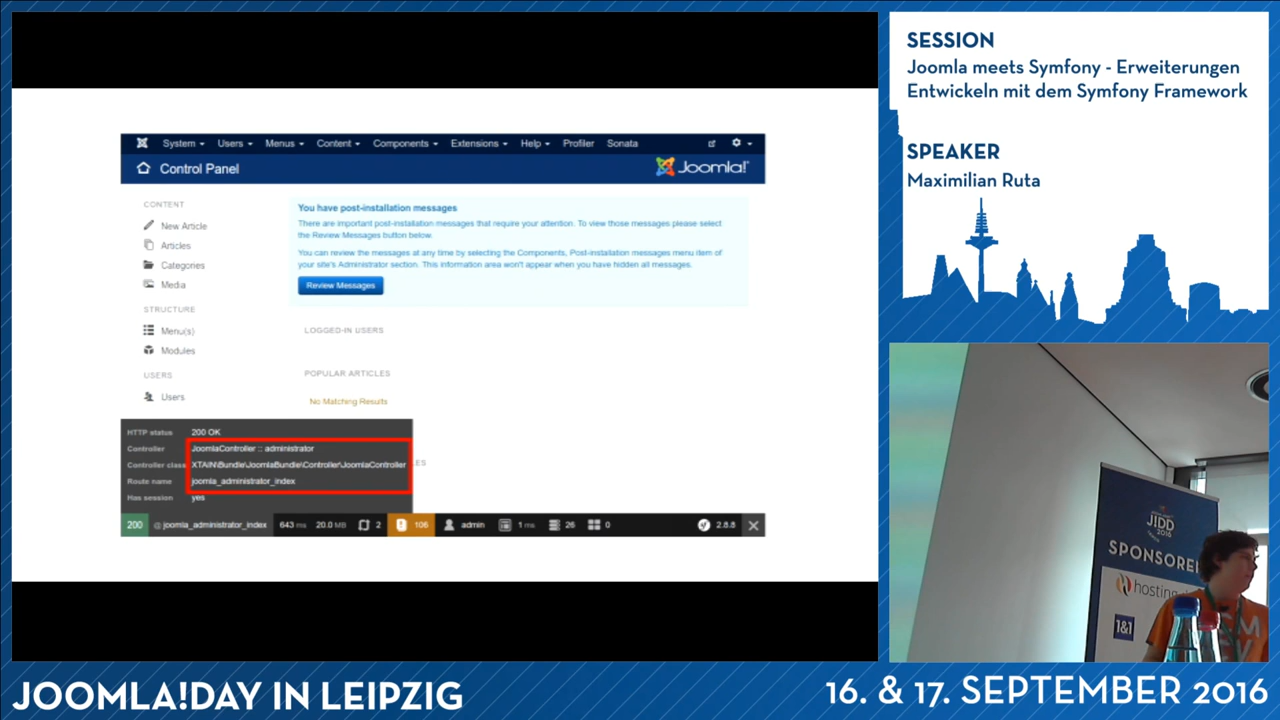 SESSION
Joomla meets Symfony - Erweiterungen
Entwickeln mit dem Symfony Framework
SPEAKER
Maximilian Ruta
System Users Menus Content Components Extensions Help Profiler Sonata
Control Panel
Joomla!
CONTENT
New Article
Articles
Categories
Media
STRUCTURE
Menu(s)
Modules
USERS
Users
You have post-installation messages
There are important post-installation messages that require your attention. To view those messages please select
the Review Messages button below.
You can review the messages at any time by selecting the Components, Post-installation messages menu item of
your site's Administrator section. This information area won't appear when you have hidden all messages.
Review Messages
LOGGED-IN USERS
POPULAR ARTICLES
No Matching Results
HTTP status 200 OK
Controller JoomlaController :: administrator
Controller class XTAIN\Bundle\JoomlaBundle\Controller\JoomlaController
Route name joomla_administrator_index
Has session yes
200 @ joomla_administrator_index 643 ms 20.0 MB 2 106 admin 1 ms 26 0 2.8.8
JIDD
2016
SPONSOREN
hosting
1&1
JOOMLA!DAY IN LEIPZIG
16. & 17. SEPTEMBER 2016